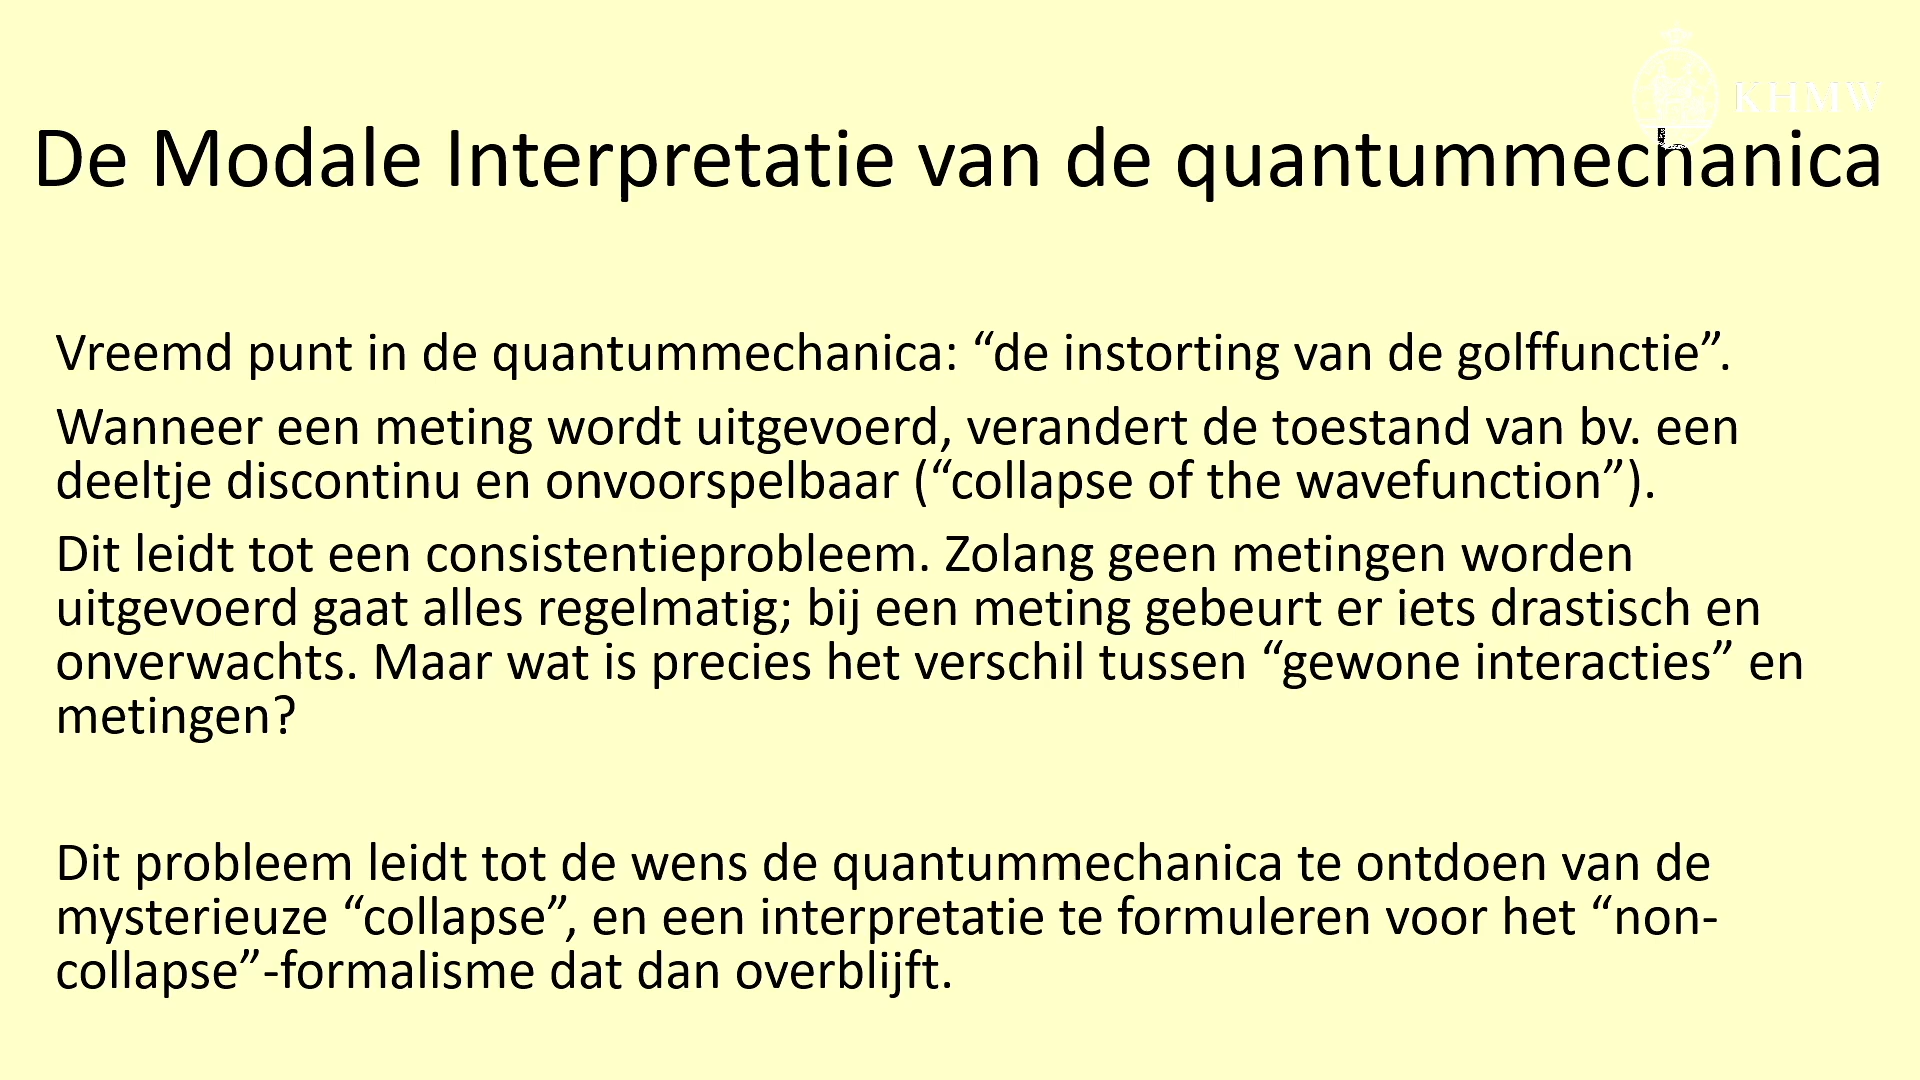 KHMW
De Modale Interpretatie van de quantummechanica
Vreemd punt in de quantummechanica: “de instorting van de golffunctie”.
Wanneer een meting wordt uitgevoerd, verandert de toestand van bv. een
deeltje discontinu en onvoorspelbaar (“collapse of the wavefunction”).
Dit leidt tot een consistentieprobleem. Zolang geen metingen worden
uitgevoerd gaat alles regelmatig; bij een meting gebeurt er iets drastisch en
onverwachts. Maar wat is precies het verschil tussen “gewone interacties” en
metingen?
Dit probleem leidt tot de wens de quantummechanica te ontdoen van de
mysterieuze “collapse”, en een interpretatie te formuleren voor het “non-
collapse”-formalisme dat dan overblijft.